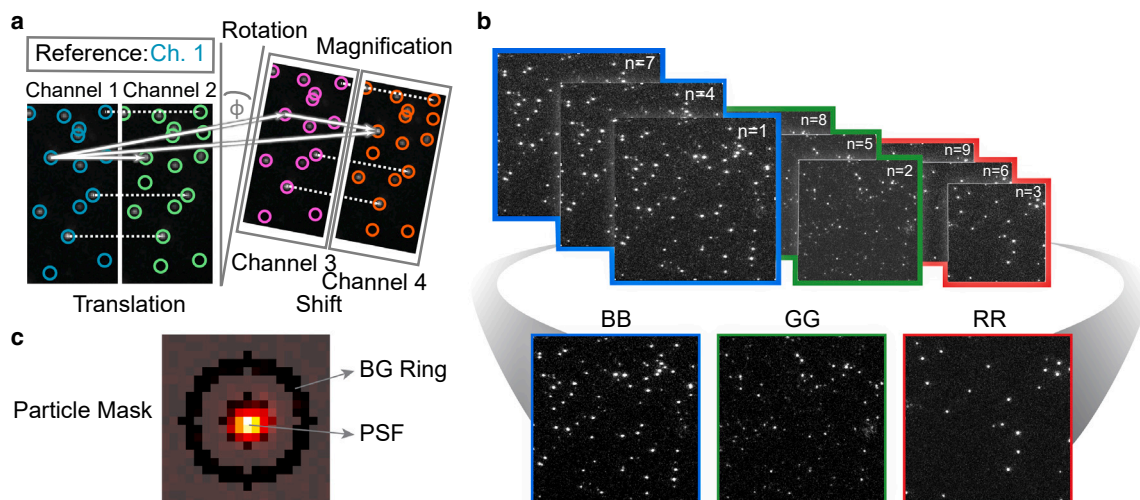 a
Reference: Ch. 1
Rotation
Magnification
Channel 1
Channel 2
ϕ
Channel 3
Channel 4
Translation
Shift
b
n=7
n=4
n=1
n=8
n=5
n=2
n=9
n=6
n=3
BB
GG
RR
c
Particle Mask
BG Ring
PSF